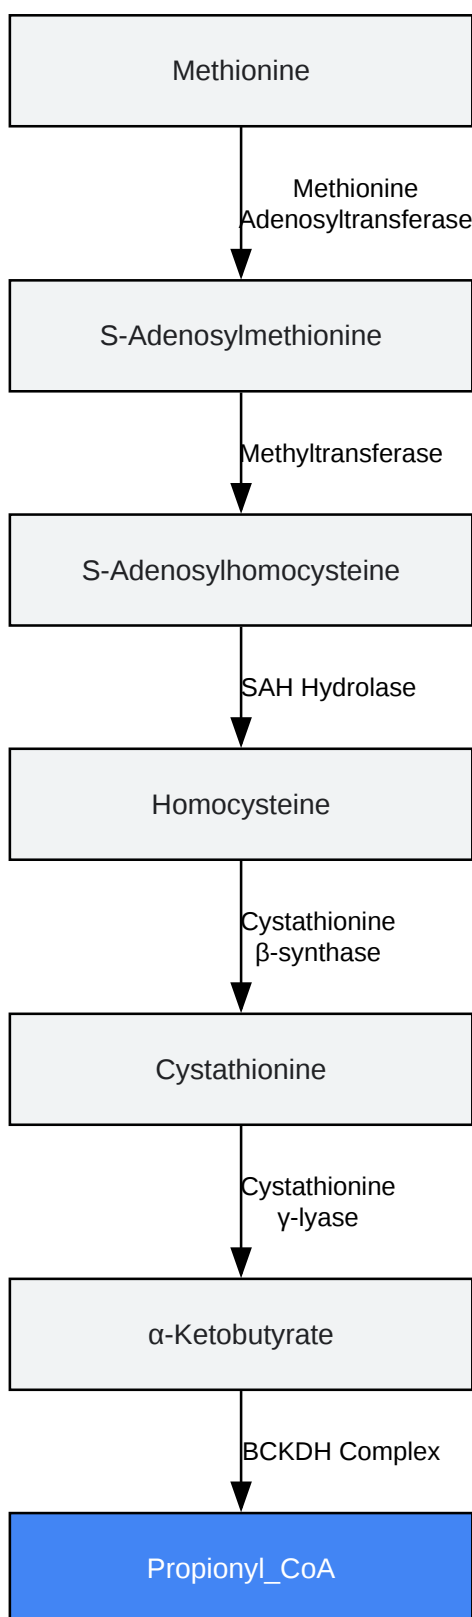 Methionine
Methionine
Adenosyltransferase
S-Adenosylmethionine
Methyltransferase
S-Adenosylhomocysteine
SAH Hydrolase
Homocysteine
Cystathionine
β-synthase
Cystathionine
Cystathionine
γ-lyase
α-Ketobutyrate
BCKDH Complex
Propionyl_CoA